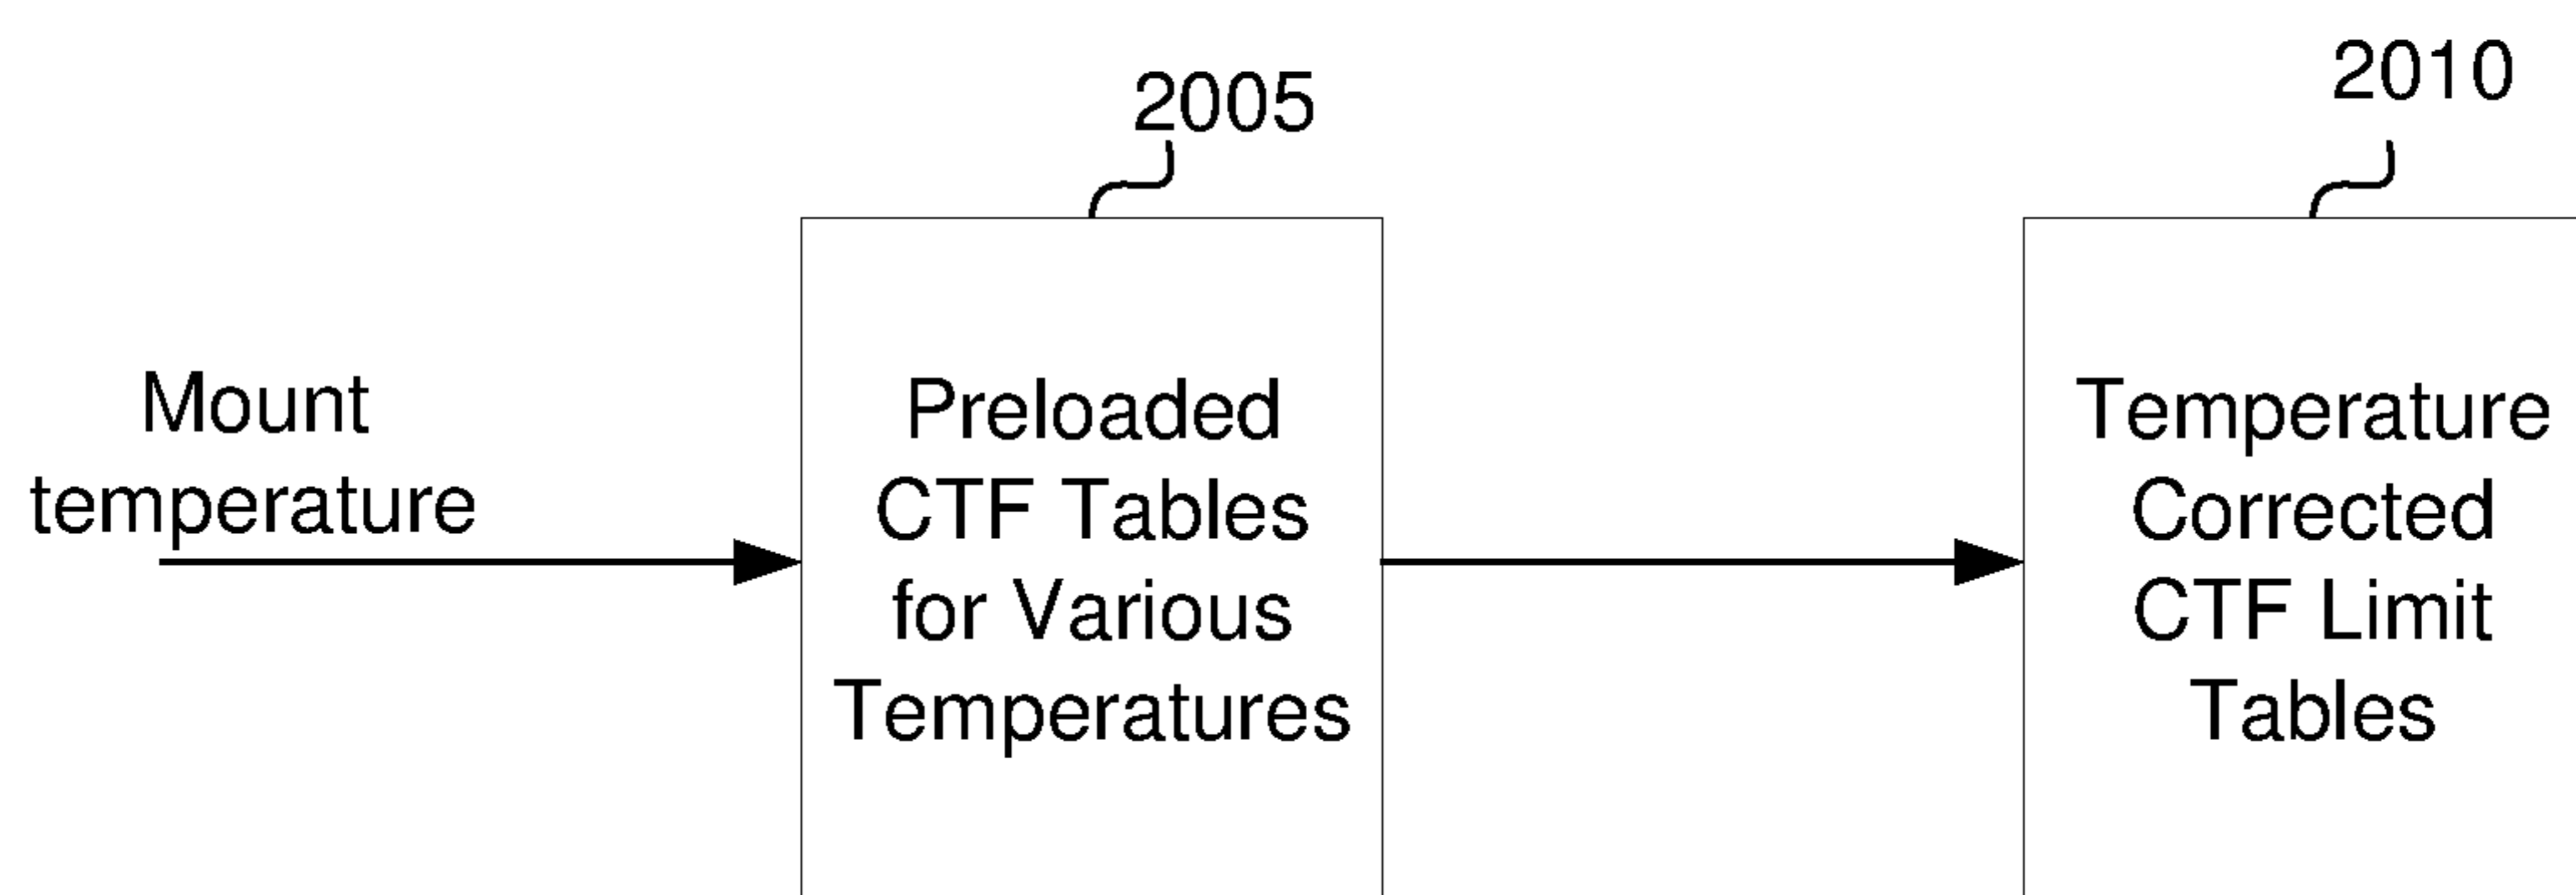 2005
2010
Mount
temperature
Preloaded
CTF Tables
for Various
Temperatures
Temperature
Corrected
CTF Limit
Tables